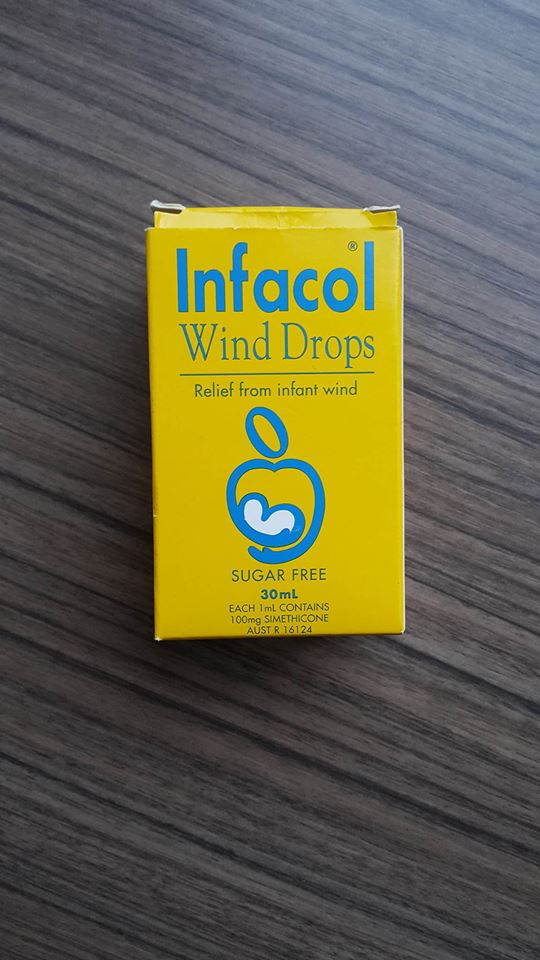 Infacol®
Wind Drops
Relief from infant wind
SUGAR FREE
30mL
EACH 1mL CONTAINS
100mg SIMETHICONE
AUST R 16124